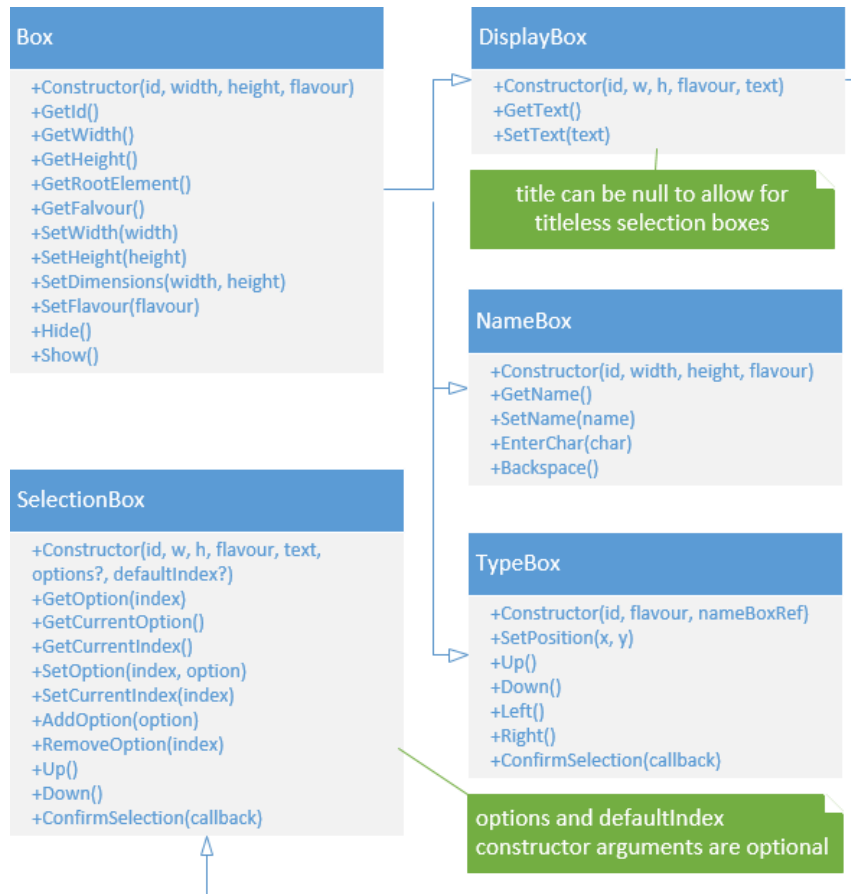 Box
+Constructor(id, width, height, flavour)
+GetId()
+GetWidth()
+GetHeight()
+GetRootElement()
+GetFalvour()
+SetWidth(width)
+SetHeight(height)
+SetDimensions(width, height)
+SetFlavour(flavour)
+Hide()
+Show()
DisplayBox
+Constructor(id, w, h, flavour, text)
+GetText()
+SetText(text)
title can be null to allow for
titleless selection boxes
NameBox
+Constructor(id, width, height, flavour)
+GetName()
+SetName(name)
+EnterChar(char)
+Backspace()
SelectionBox
+Constructor(id, w, h, flavour, text,
options?, defaultIndex?)
+GetOption(index)
+GetCurrentOption()
+GetCurrentIndex()
+SetOption(index, option)
+SetCurrentIndex(index)
+AddOption(option)
+RemoveOption(index)
+Up()
+Down()
+ConfirmSelection(callback)
TypeBox
+Constructor(id, flavour, nameBoxRef)
+SetPosition(x, y)
+Up()
+Down()
+Left()
+Right()
+ConfirmSelection(callback)
options and defaultIndex
constructor arguments are optional